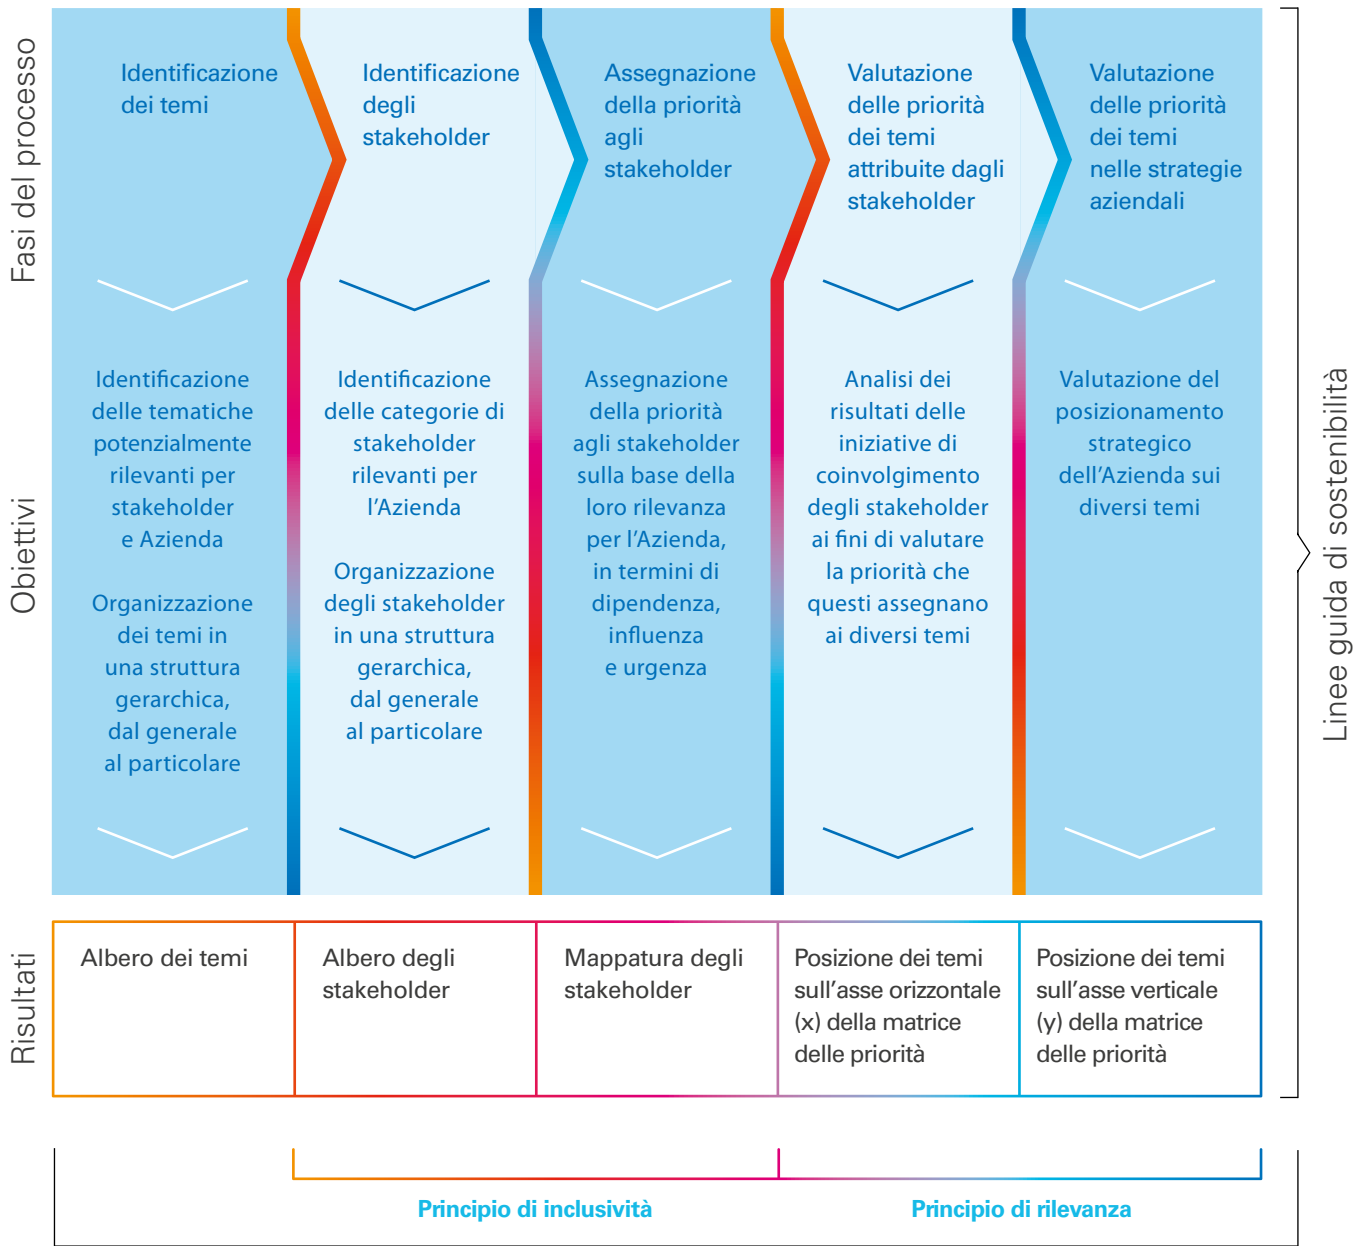 Fasi del processo
Identificazione
dei temi
Identificazione
degli
stakeholder
Assegnazione
della priorità
agli
stakeholder
Valutazione
delle priorità
dei temi
attribuite dagli
stakeholder
Valutazione
delle priorità
dei temi
nelle strategie
aziendali
Obiettivi
Identificazione
delle tematiche
potenzialmente
rilevanti per
stakeholder
e Azienda
Organizzazione
dei temi in
una struttura
gerarchica,
dal generale
al particolare
Identificazione
delle categorie di
stakeholder
rilevanti per
l’Azienda
Organizzazione
degli stakeholder
in una struttura
gerarchica,
dal generale
al particolare
Assegnazione
della priorità
agli stakeholder
sulla base della
loro rilevanza
per l’Azienda,
in termini di
dipendenza,
influenza
e urgenza
Analisi dei
risultati delle
iniziative di
coinvolgimento
degli stakeholder
ai fini di valutare
la priorità che
questi assegnano
ai diversi temi
Valutazione del
posizionamento
strategico
dell’Azienda sui
diversi temi
Risultati
Albero dei temi
Albero degli
stakeholder
Mappatura degli
stakeholder
Posizione dei temi
sull’asse orizzontale
(x) della matrice
delle priorità
Posizione dei temi
sull’asse verticale
(y) della matrice
delle priorità
Linee guida di sostenibilità
Principio di inclusività
Principio di rilevanza